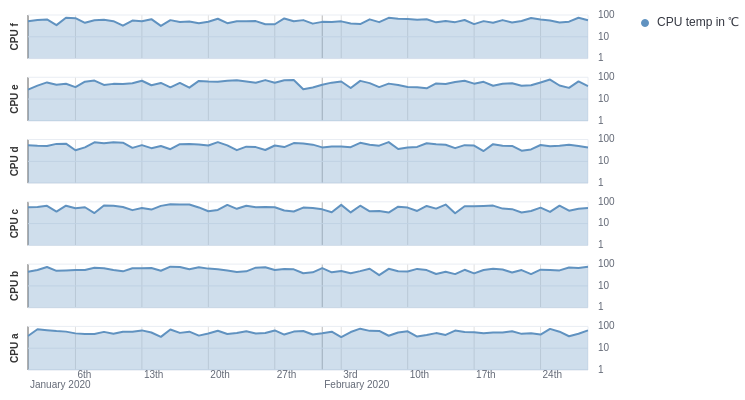 CPU temp in ℃
CPU f
100
10
1
CPU e
100
10
1
CPU d
100
10
1
CPU c
100
10
1
CPU b
100
10
1
CPU a
100
10
1
6th 13th 20th 27th 3rd 10th 17th 24th
January 2020 February 2020